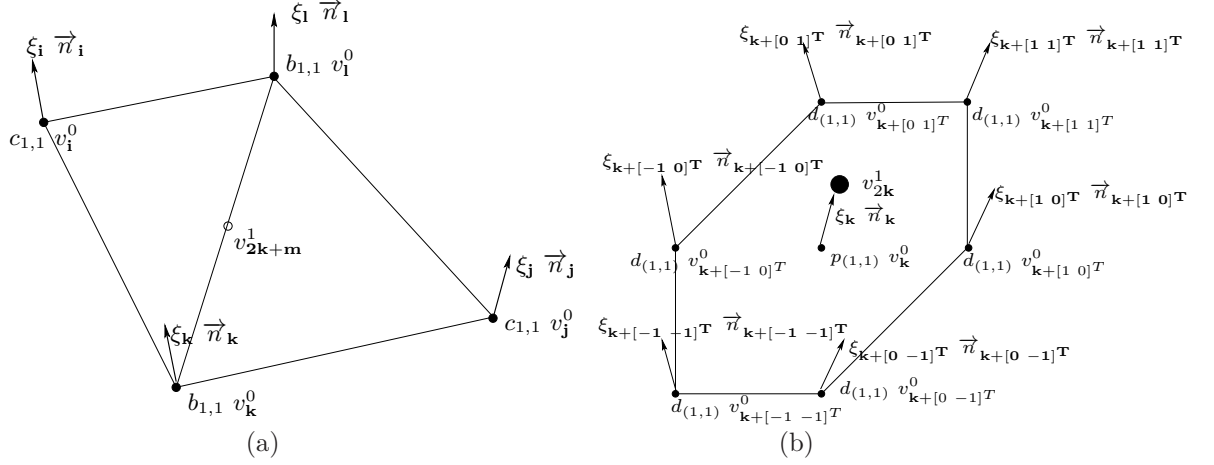 ξ_l n⃗_l
b_{1,1} v_l^0
ξ_i n⃗_i
c_{1,1} v_i^0
v^1_{2k+m}
ξ_j n⃗_j
c_{1,1} v_j^0
ξ_k n⃗_k
b_{1,1} v_k^0
(a)
ξ_{k+[0 1]^T} n⃗_{k+[0 1]^T}
ξ_{k+[1 1]^T} n⃗_{k+[1 1]^T}
d_{(1,1)} v^0_{k+[0 1]^T}
d_{(1,1)} v^0_{k+[1 1]^T}
ξ_{k+[-1 0]^T} n⃗_{k+[-1 0]^T}
v^1_{2k}
ξ_k n⃗_k
ξ_{k+[1 0]^T} n⃗_{k+[1 0]^T}
d_{(1,1)} v^0_{k+[-1 0]^T}
p_{(1,1)} v_k^0
d_{(1,1)} v^0_{k+[1 0]^T}
ξ_{k+[-1 -1]^T} n⃗_{k+[-1 -1]^T}
ξ_{k+[0 -1]^T} n⃗_{k+[0 -1]^T}
d_{(1,1)} v^0_{k+[-1 -1]^T}
d_{(1,1)} v^0_{k+[0 -1]^T}
(b)